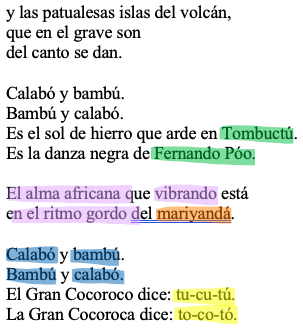 y las patualesas islas del volcán,
que en el grave son
del canto se dan.
Calabó y bambú.
Bambú y calabó.
Es el sol de hierro que arde en Tombuctú.
Es la danza negra de Fernando Póo.
El alma africana que vibrando está
en el ritmo gordo del mariyandá.
Calabó y bambú.
Bambú y calabó.
El Gran Cocoroco dice: tu-cu-tú.
La Gran Cocoroca dice: to-co-tó.